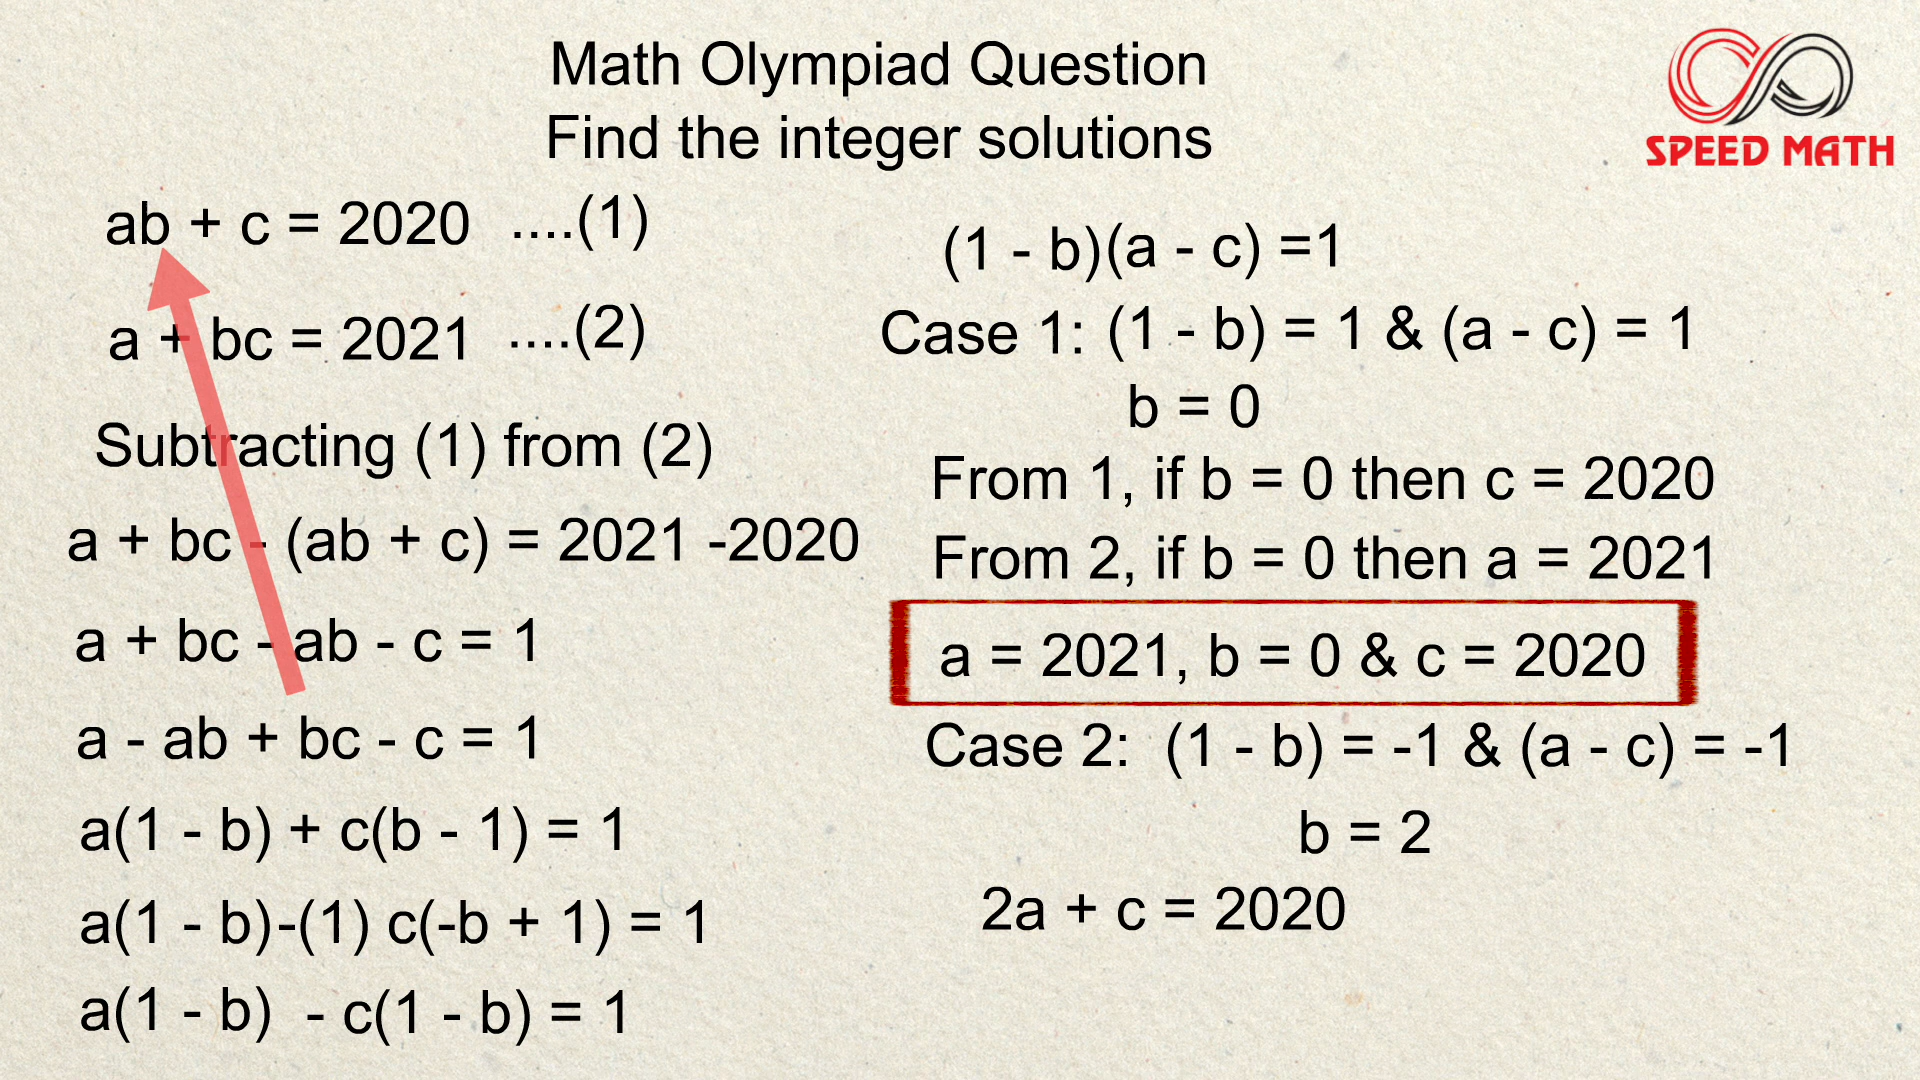 Math Olympiad Question
Find the integer solutions
SPEED MATH
ab + c = 2020 ....(1)
a + bc = 2021 ....(2)
Subtracting (1) from (2)
a + bc - (ab + c) = 2021 -2020
a + bc - ab - c = 1
a - ab + bc - c = 1
a(1 - b) + c(b - 1) = 1
a(1 - b)-(1) c(-b + 1) = 1
a(1 - b) - c(1 - b) = 1
(1 - b)(a - c) =1
Case 1: (1 - b) = 1 & (a - c) = 1
b = 0
From 1, if b = 0 then c = 2020
From 2, if b = 0 then a = 2021
a = 2021, b = 0 & c = 2020
Case 2: (1 - b) = -1 & (a - c) = -1
b = 2
2a + c = 2020